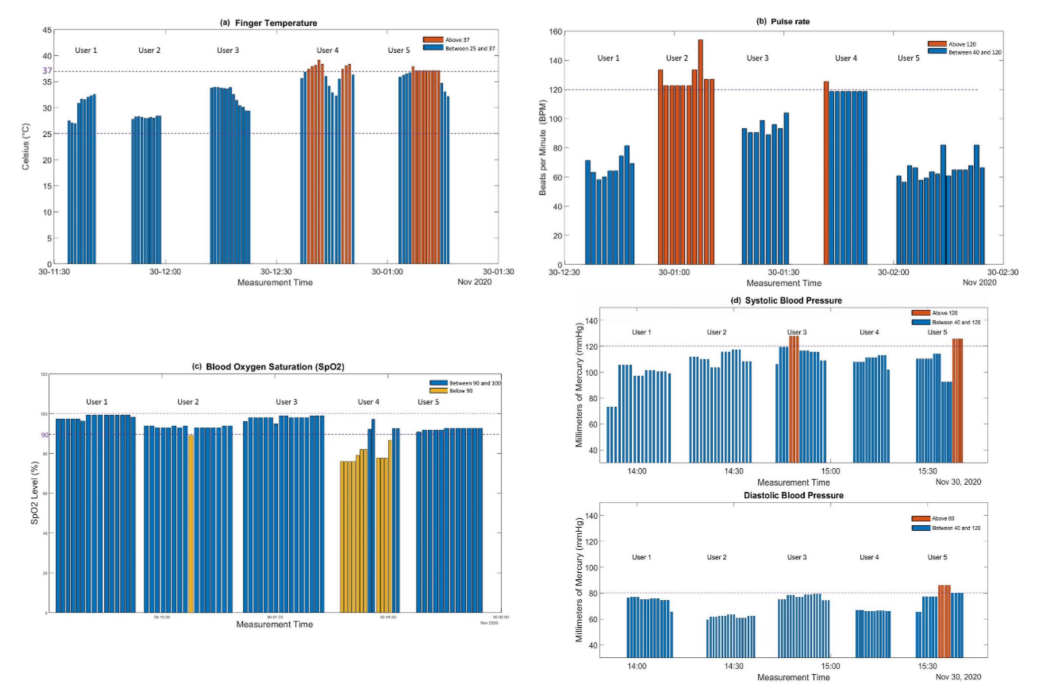 (a) Finger Temperature
45
40
37
35
30
25
20
15
10
5
0
Celsius (°C)
User 1 User 2 User 3 User 4 User 5
Above 37
Between 25 and 37
30-11:30 30-12:00 30-12:30 30-01:00 30-01:30
Measurement Time
Nov 2020
(b) Pulse rate
160
140
120
100
80
60
40
20
0
Beats per Minute (BPM)
User 1 User 2 User 3 User 4 User 5
Above 120
Between 40 and 120
30-12:30 30-01:00 30-01:30 30-02:00 30-02:30
Measurement Time
Nov 2020
(c) Blood Oxygen Saturation (SpO2)
90
SpO2 Level (%)
User 1 User 2 User 3 User 4 User 5
Between 90 and 100
Below 90
Measurement Time
Nov 2020
(d) Systolic Blood Pressure
140
120
100
80
60
40
Millimeters of Mercury (mmHg)
User 1 User 2 User 3 User 4 User 5
Above 120
Between 40 and 120
14:00 14:30 15:00 15:30
Measurement Time
Nov 30, 2020
Diastolic Blood Pressure
140
120
100
80
60
40
Millimeters of Mercury (mmHg)
User 1 User 2 User 3 User 4 User 5
Above 80
Between 40 and 120
14:00 14:30 15:00 15:30
Measurement Time
Nov 30, 2020